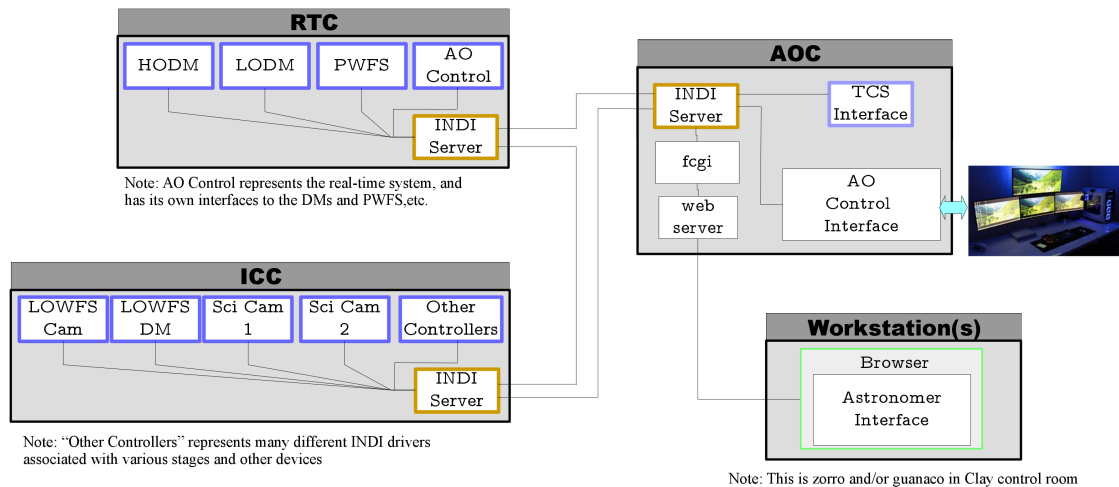 RTC
HODM
LODM
PWFS
AO
Control
INDI
Server
Note: AO Control represents the real-time system, and
has its own interfaces to the DMs and PWFS,etc.
ICC
LOWFS
Cam
LOWFS
DM
Sci Cam
1
Sci Cam
2
Other
Controllers
INDI
Server
Note: “Other Controllers” represents many different INDI drivers
associated with various stages and other devices
AOC
INDI
Server
TCS
Interface
fcgi
web
server
AO
Control
Interface
Workstation(s)
Browser
Astronomer
Interface
Note: This is zorro and/or guanaco in Clay control room